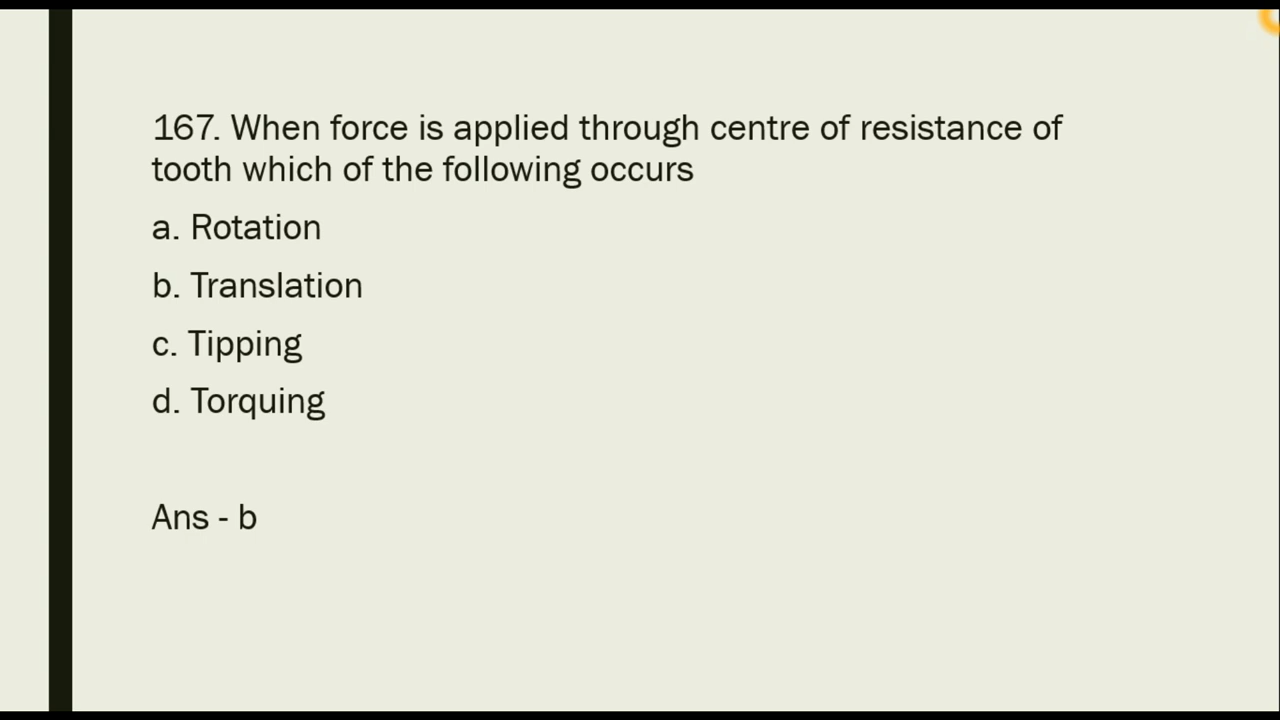 167. When force is applied through centre of resistance of
tooth which of the following occurs
a. Rotation
b. Translation
c. Tipping
d. Torquing
Ans - b